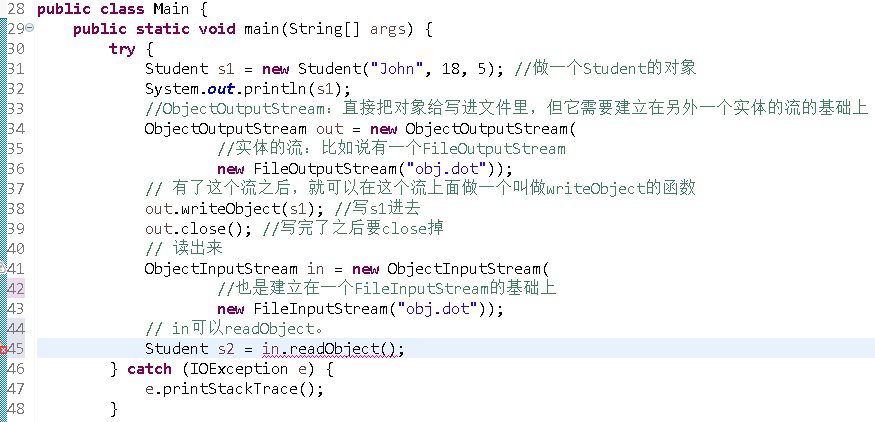 28 public class Main {
29 public static void main(String[] args) {
30 try {
31 Student s1 = new Student("John", 18, 5); //做一个Student的对象
32 System.out.println(s1);
33 //ObjectOutputStream：直接把对象给写进文件里，但它需要建立在另外一个实体的流的基础上
34 ObjectOutputStream out = new ObjectOutputStream(
35 //实体的流：比如说有一个FileOutputStream
36 new FileOutputStream("obj.dot"));
37 // 有了这个流之后，就可以在这个流上面做一个叫做writeObject的函数
38 out.writeObject(s1); //写s1进去
39 out.close(); //写完了之后要close掉
40 // 读出来
41 ObjectInputStream in = new ObjectInputStream(
42 //也是建立在一个FileInputStream的基础上
43 new FileInputStream("obj.dot"));
44 // in可以readObject。
45 Student s2 = in.readObject();
46 } catch (IOException e) {
47 e.printStackTrace();
48 }